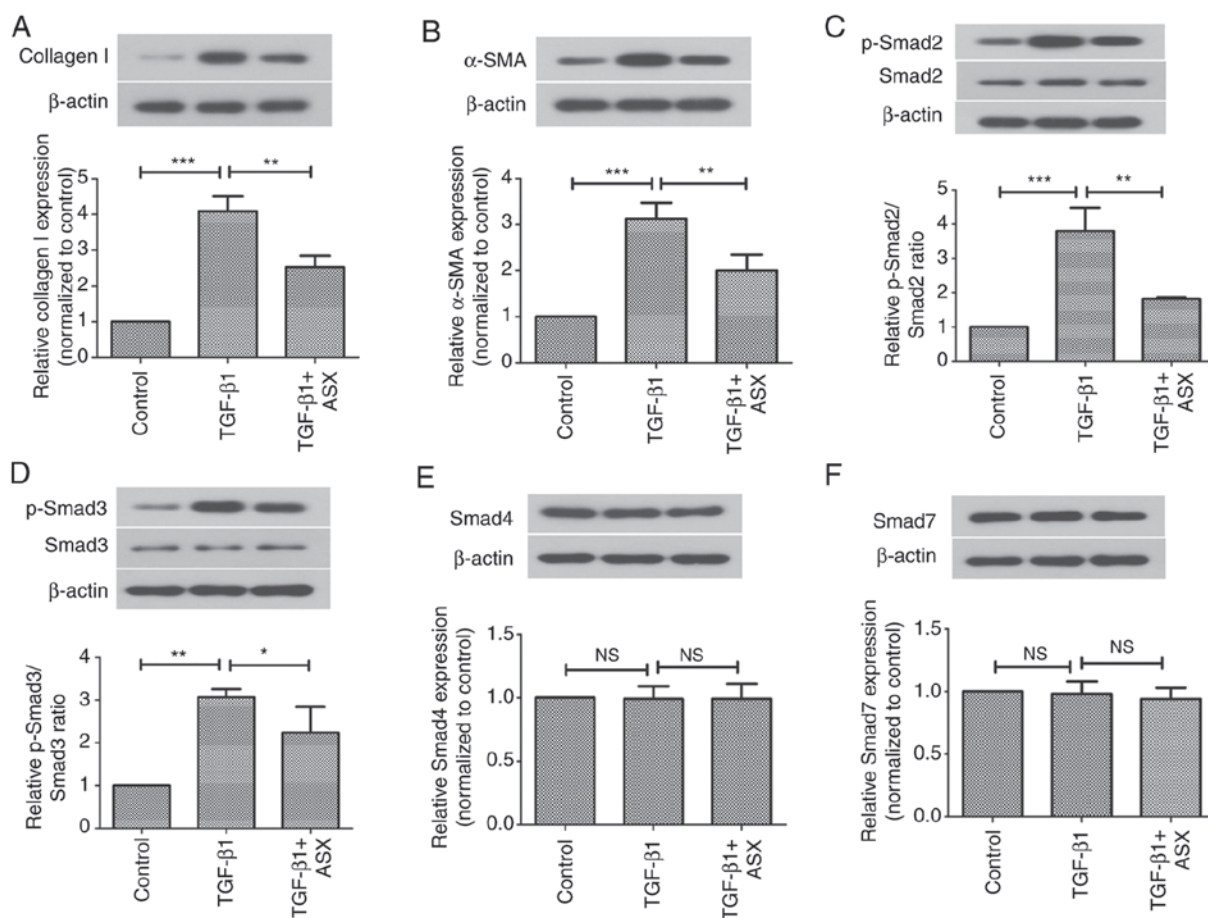 A
Collagen I
β-actin
Relative collagen I expression
(normalized to control)
5
4
3
2
1
0
***
**
Control
TGF-β1
TGF-β1+
ASX
B
α-SMA
β-actin
Relative α-SMA expression
(normalized to control)
4
3
2
1
0
***
**
Control
TGF-β1
TGF-β1+
ASX
C
p-Smad2
Smad2
β-actin
Relative p-Smad2/
Smad2 ratio
5
4
3
2
1
0
***
**
Control
TGF-β1
TGF-β1+
ASX
D
p-Smad3
Smad3
β-actin
Relative p-Smad3/
Smad3 ratio
4
3
2
1
0
**
*
Control
TGF-β1
TGF-β1+
ASX
E
Smad4
β-actin
Relative Smad4 expression
(normalized to control)
1.5
1.0
0.5
0.0
NS
NS
Control
TGF-β1
TGF-β1+
ASX
F
Smad7
β-actin
Relative Smad7 expression
(normalized to control)
1.5
1.0
0.5
0.0
NS
NS
Control
TGF-β1
TGF-β1+
ASX